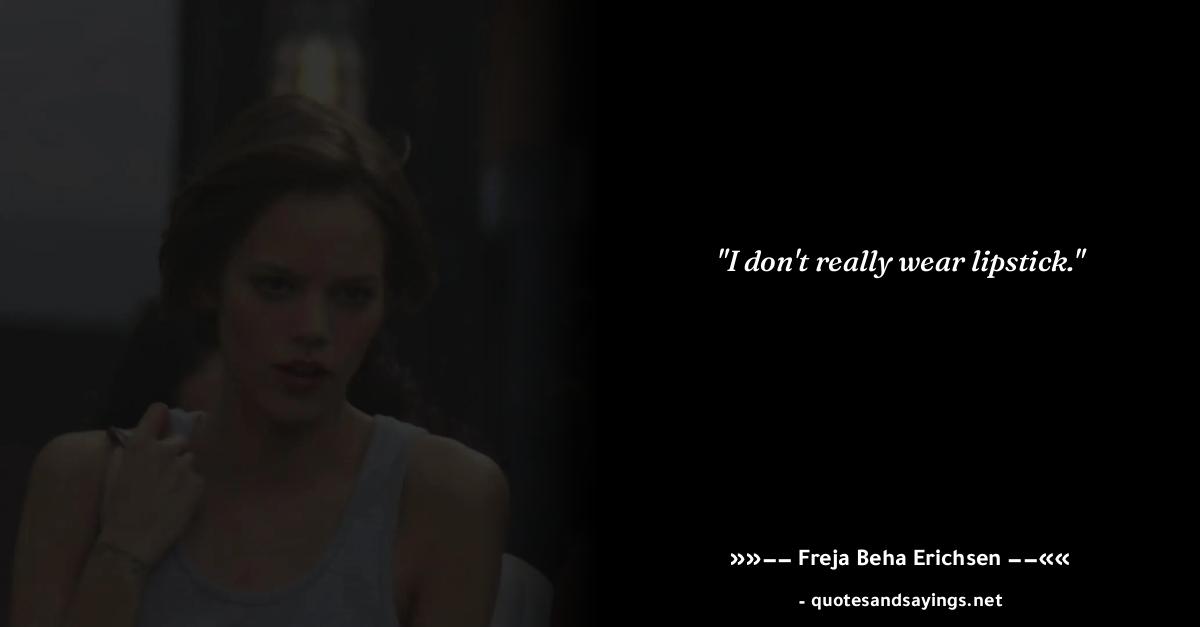 "I don't really wear lipstick."
»»−− Freja Beha Erichsen −−««
- quotesandsayings.net